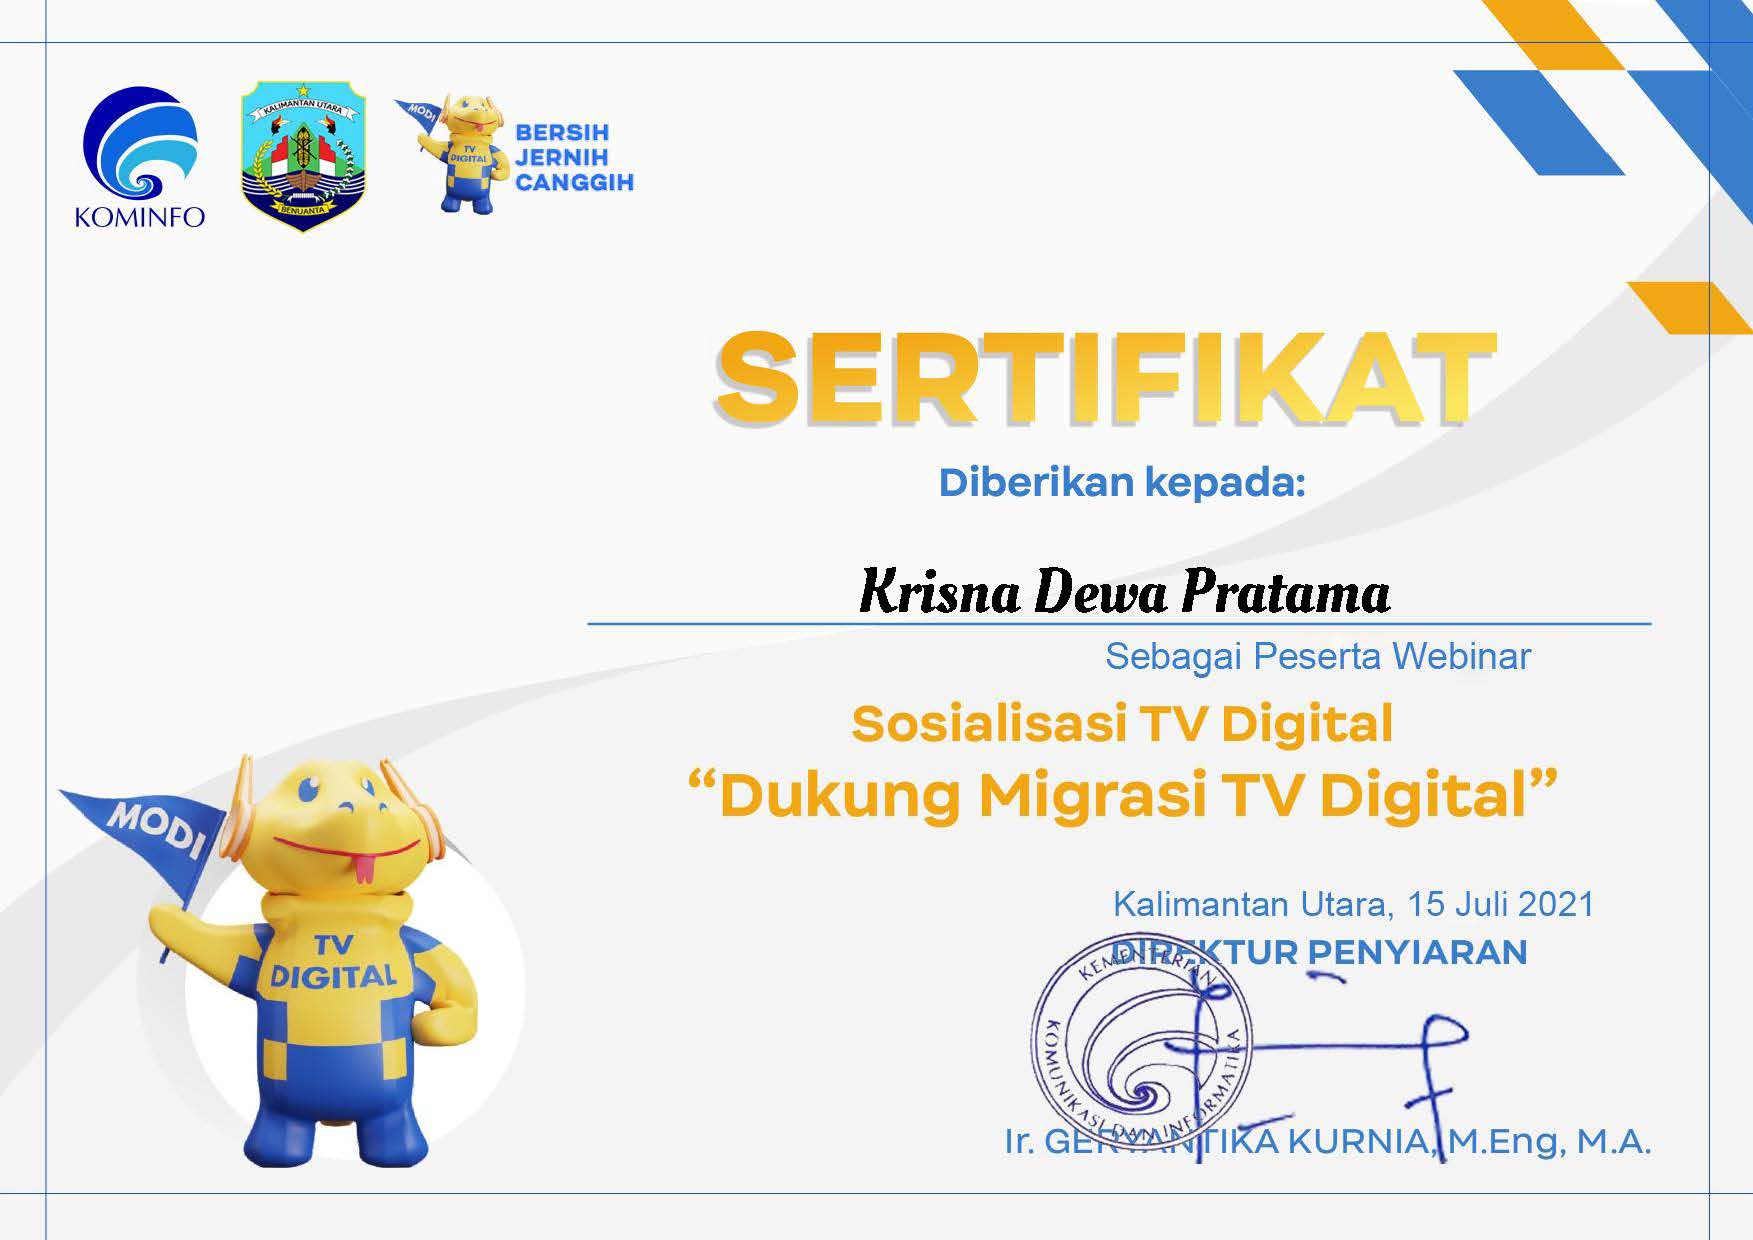 KOMINFO
KALIMANTAN UTARA
BENUANTA
MODI
TV
DIGITAL
BERSIH
JERNIH
CANGGIH
SERTIFIKAT
Diberikan kepada:
Krisna Dewa Pratama
Sebagai Peserta Webinar
Sosialisasi TV Digital
“Dukung Migrasi TV Digital”
MODI
TV
DIGITAL
Kalimantan Utara, 15 Juli 2021
DIREKTUR PENYIARAN
KEMENTERIAN
KOMUNIKASI DAN INFORMATIKA
Ir. GERYANTIKA KURNIA, M.Eng, M.A.